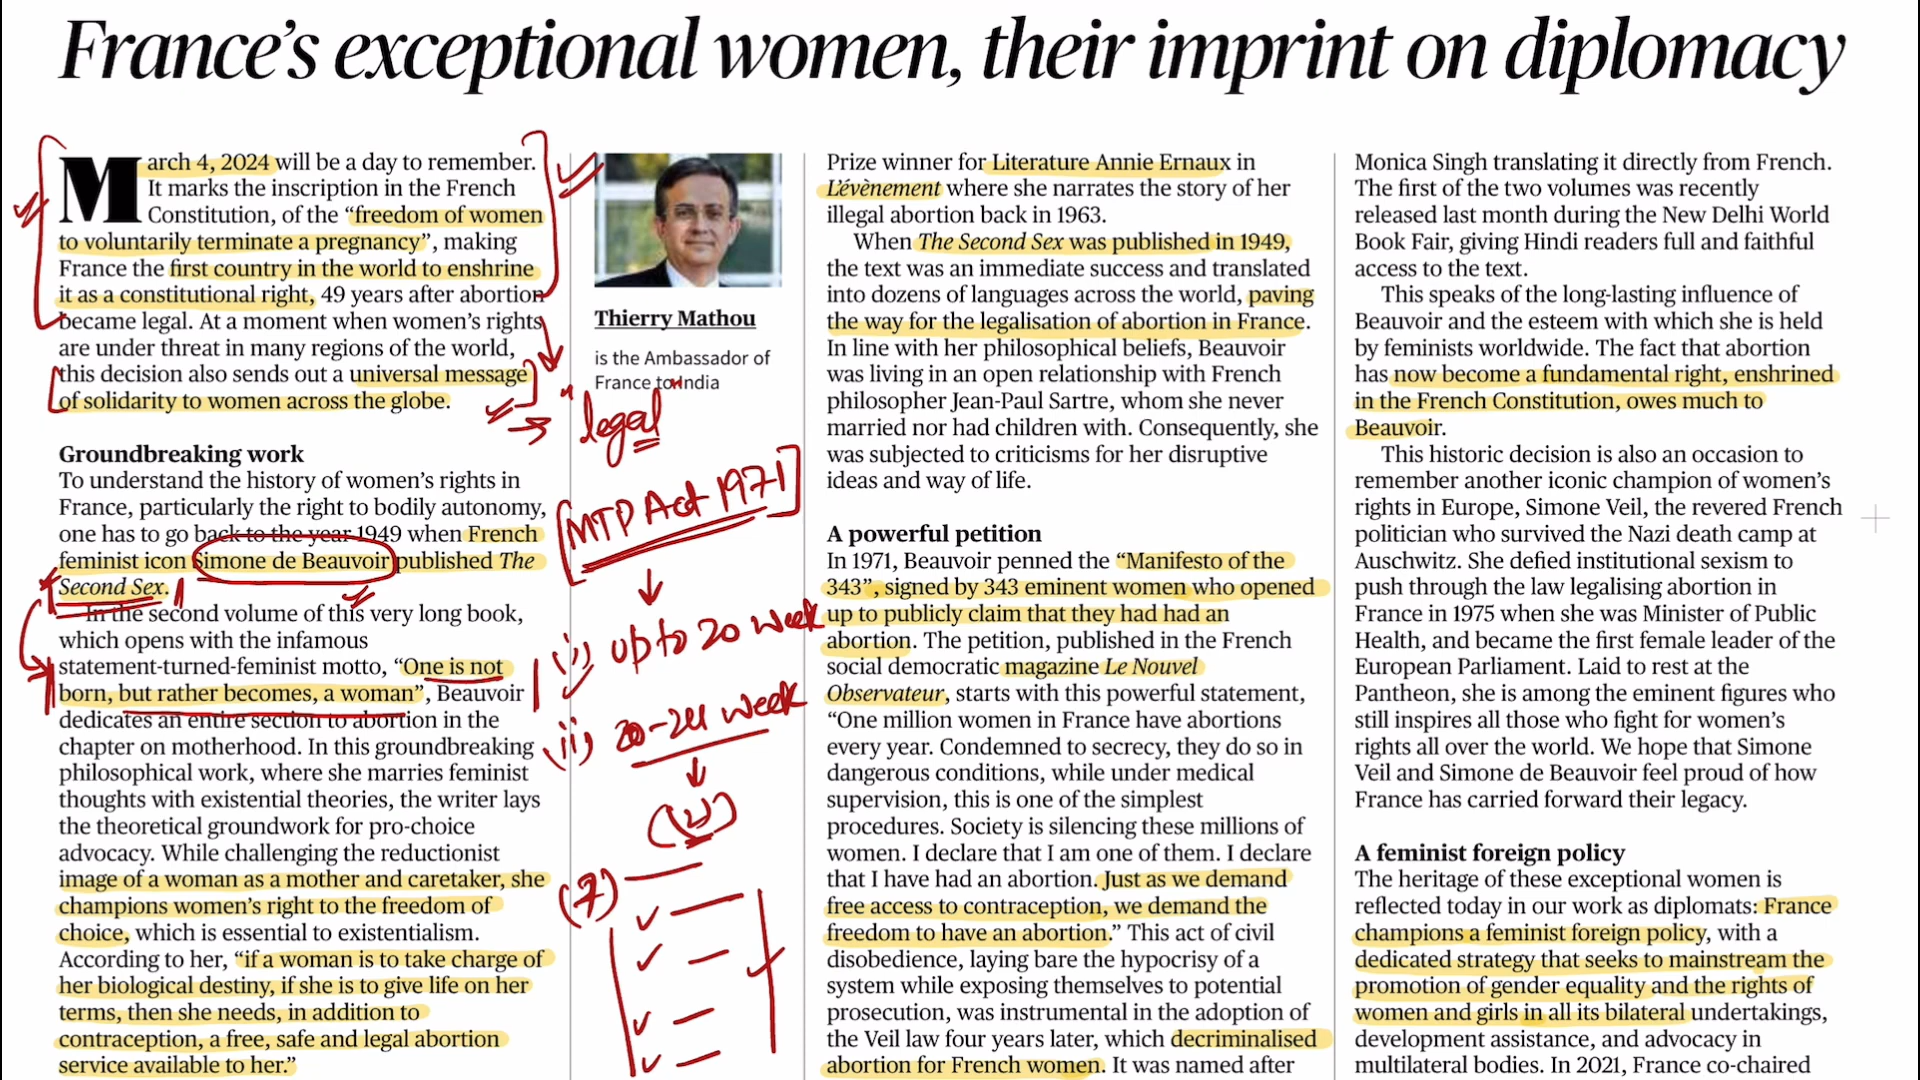 France's exceptional women, their imprint on diplomacy
March 4, 2024 will be a day to remember.
It marks the inscription in the French
Constitution, of the “freedom of women
to voluntarily terminate a pregnancy”, making
France the first country in the world to enshrine
it as a constitutional right, 49 years after abortion
became legal. At a moment when women’s rights
are under threat in many regions of the world,
this decision also sends out a universal message
of solidarity to women across the globe.
Groundbreaking work
To understand the history of women’s rights in
France, particularly the right to bodily autonomy,
one has to go back to the year 1949 when French
feminist icon Simone de Beauvoir published The
Second Sex.
In the second volume of this very long book,
which opens with the infamous
statement-turned-feminist motto, “One is not
born, but rather becomes, a woman”, Beauvoir
dedicates an entire section to abortion in the
chapter on motherhood. In this groundbreaking
philosophical work, where she marries feminist
thoughts with existential theories, the writer lays
the theoretical groundwork for pro-choice
advocacy. While challenging the reductionist
image of a woman as a mother and caretaker, she
champions women’s right to the freedom of
choice, which is essential to existentialism.
According to her, “if a woman is to take charge of
her biological destiny, if she is to give life on her
terms, then she needs, in addition to
contraception, a free, safe and legal abortion
service available to her.”
Thierry Mathou
is the Ambassador of
France to India
legal
[MTP Act 1971]
(i) up to 20 week
(ii) 20-24 week
(2)
(7)
Prize winner for Literature Annie Ernaux in
L’évènement where she narrates the story of her
illegal abortion back in 1963.
When The Second Sex was published in 1949,
the text was an immediate success and translated
into dozens of languages across the world, paving
the way for the legalisation of abortion in France.
In line with her philosophical beliefs, Beauvoir
was living in an open relationship with French
philosopher Jean-Paul Sartre, whom she never
married nor had children with. Consequently, she
was subjected to criticisms for her disruptive
ideas and way of life.
A powerful petition
In 1971, Beauvoir penned the “Manifesto of the
343”, signed by 343 eminent women who opened
up to publicly claim that they had had an
abortion. The petition, published in the French
social democratic magazine Le Nouvel
Observateur, starts with this powerful statement,
“One million women in France have abortions
every year. Condemned to secrecy, they do so in
dangerous conditions, while under medical
supervision, this is one of the simplest
procedures. Society is silencing these millions of
women. I declare that I am one of them. I declare
that I have had an abortion. Just as we demand
free access to contraception, we demand the
freedom to have an abortion.” This act of civil
disobedience, laying bare the hypocrisy of a
system while exposing themselves to potential
prosecution, was instrumental in the adoption of
the Veil law four years later, which decriminalised
abortion for French women. It was named after
Monica Singh translating it directly from French.
The first of the two volumes was recently
released last month during the New Delhi World
Book Fair, giving Hindi readers full and faithful
access to the text.
This speaks of the long-lasting influence of
Beauvoir and the esteem with which she is held
by feminists worldwide. The fact that abortion
has now become a fundamental right, enshrined
in the French Constitution, owes much to
Beauvoir.
This historic decision is also an occasion to
remember another iconic champion of women’s
rights in Europe, Simone Veil, the revered French
politician who survived the Nazi death camp at
Auschwitz. She defied institutional sexism to
push through the law legalising abortion in
France in 1975 when she was Minister of Public
Health, and became the first female leader of the
European Parliament. Laid to rest at the
Pantheon, she is among the eminent figures who
still inspires all those who fight for women’s
rights all over the world. We hope that Simone
Veil and Simone de Beauvoir feel proud of how
France has carried forward their legacy.
A feminist foreign policy
The heritage of these exceptional women is
reflected today in our work as diplomats: France
champions a feminist foreign policy, with a
dedicated strategy that seeks to mainstream the
promotion of gender equality and the rights of
women and girls in all its bilateral undertakings,
development assistance, and advocacy in
multilateral bodies. In 2021, France co-chaired